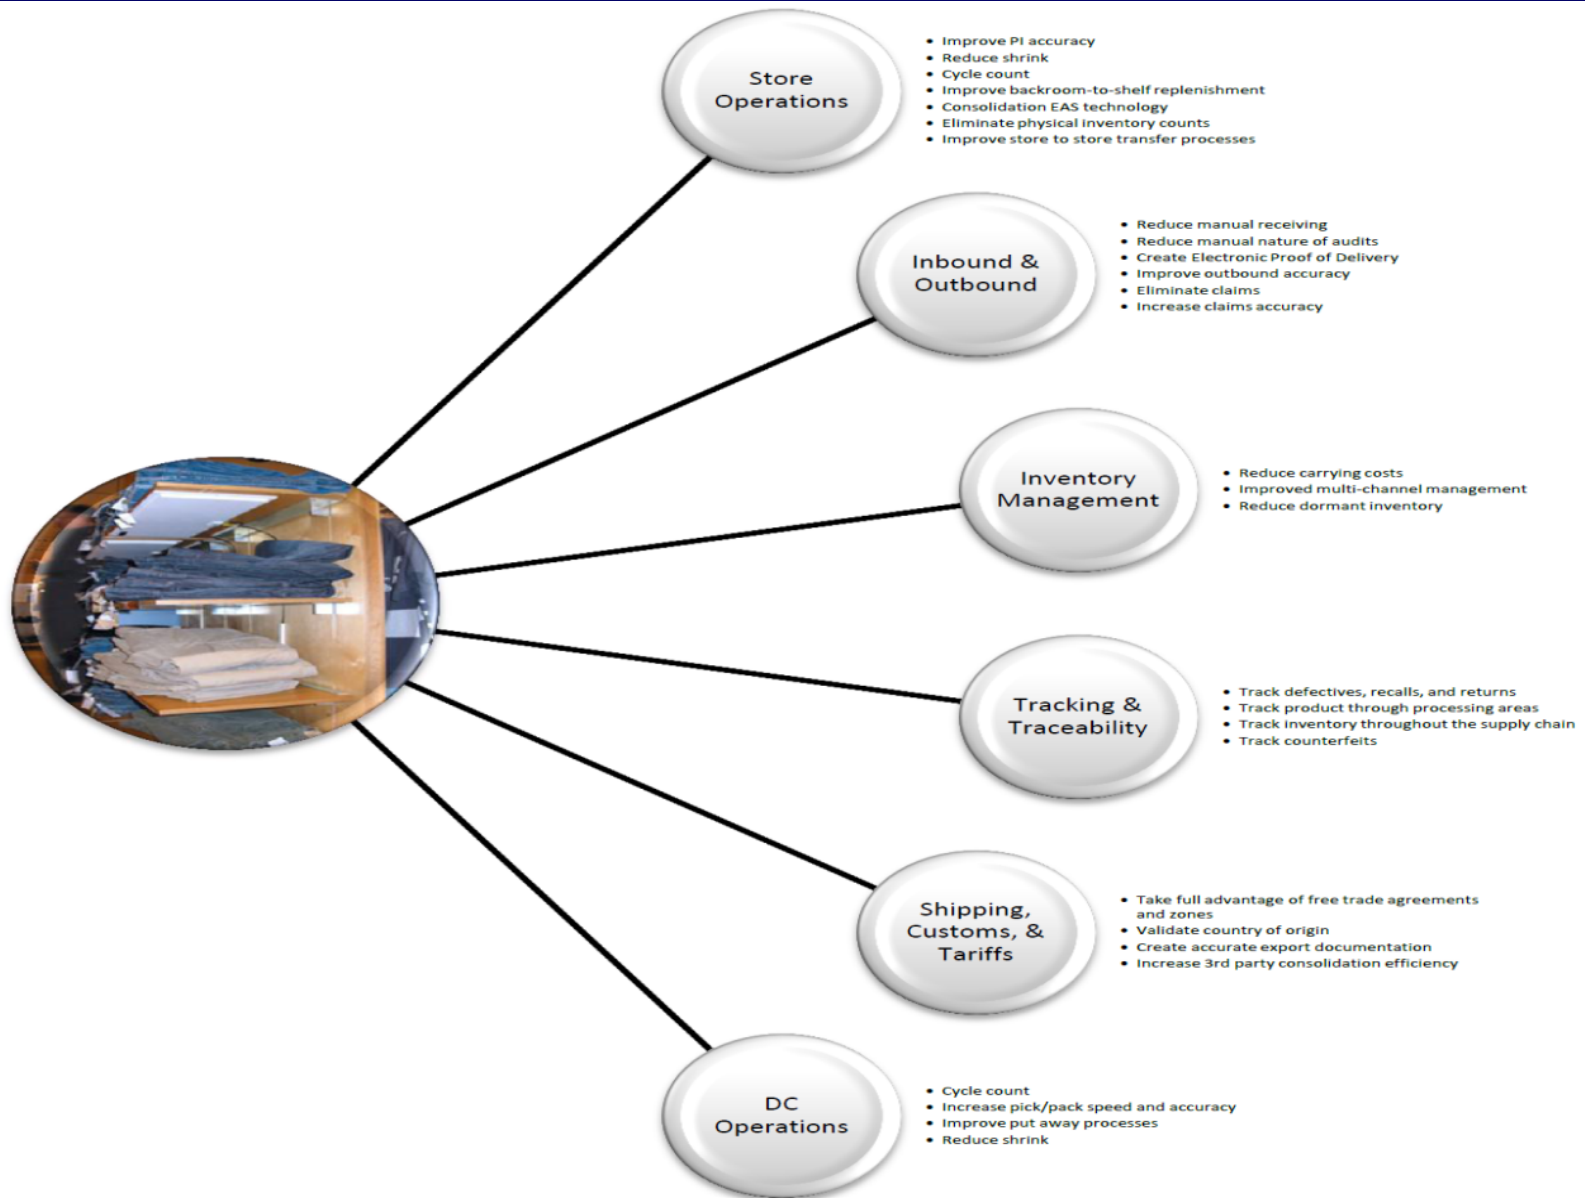 Store
Operations
• Improve PI accuracy
• Reduce shrink
• Cycle count
• Improve backroom-to-shelf replenishment
• Consolidation EAS technology
• Eliminate physical inventory counts
• Improve store to store transfer processes
Inbound &
Outbound
• Reduce manual receiving
• Reduce manual nature of audits
• Create Electronic Proof of Delivery
• Improve outbound accuracy
• Eliminate claims
• Increase claims accuracy
Inventory
Management
• Reduce carrying costs
• Improved multi-channel management
• Reduce dormant inventory
Tracking &
Traceability
• Track defectives, recalls, and returns
• Track product through processing areas
• Track inventory throughout the supply chain
• Track counterfeits
Shipping,
Customs, &
Tariffs
• Take full advantage of free trade agreements
and zones
• Validate country of origin
• Create accurate export documentation
• Increase 3rd party consolidation efficiency
DC
Operations
• Cycle count
• Increase pick/pack speed and accuracy
• Improve put away processes
• Reduce shrink